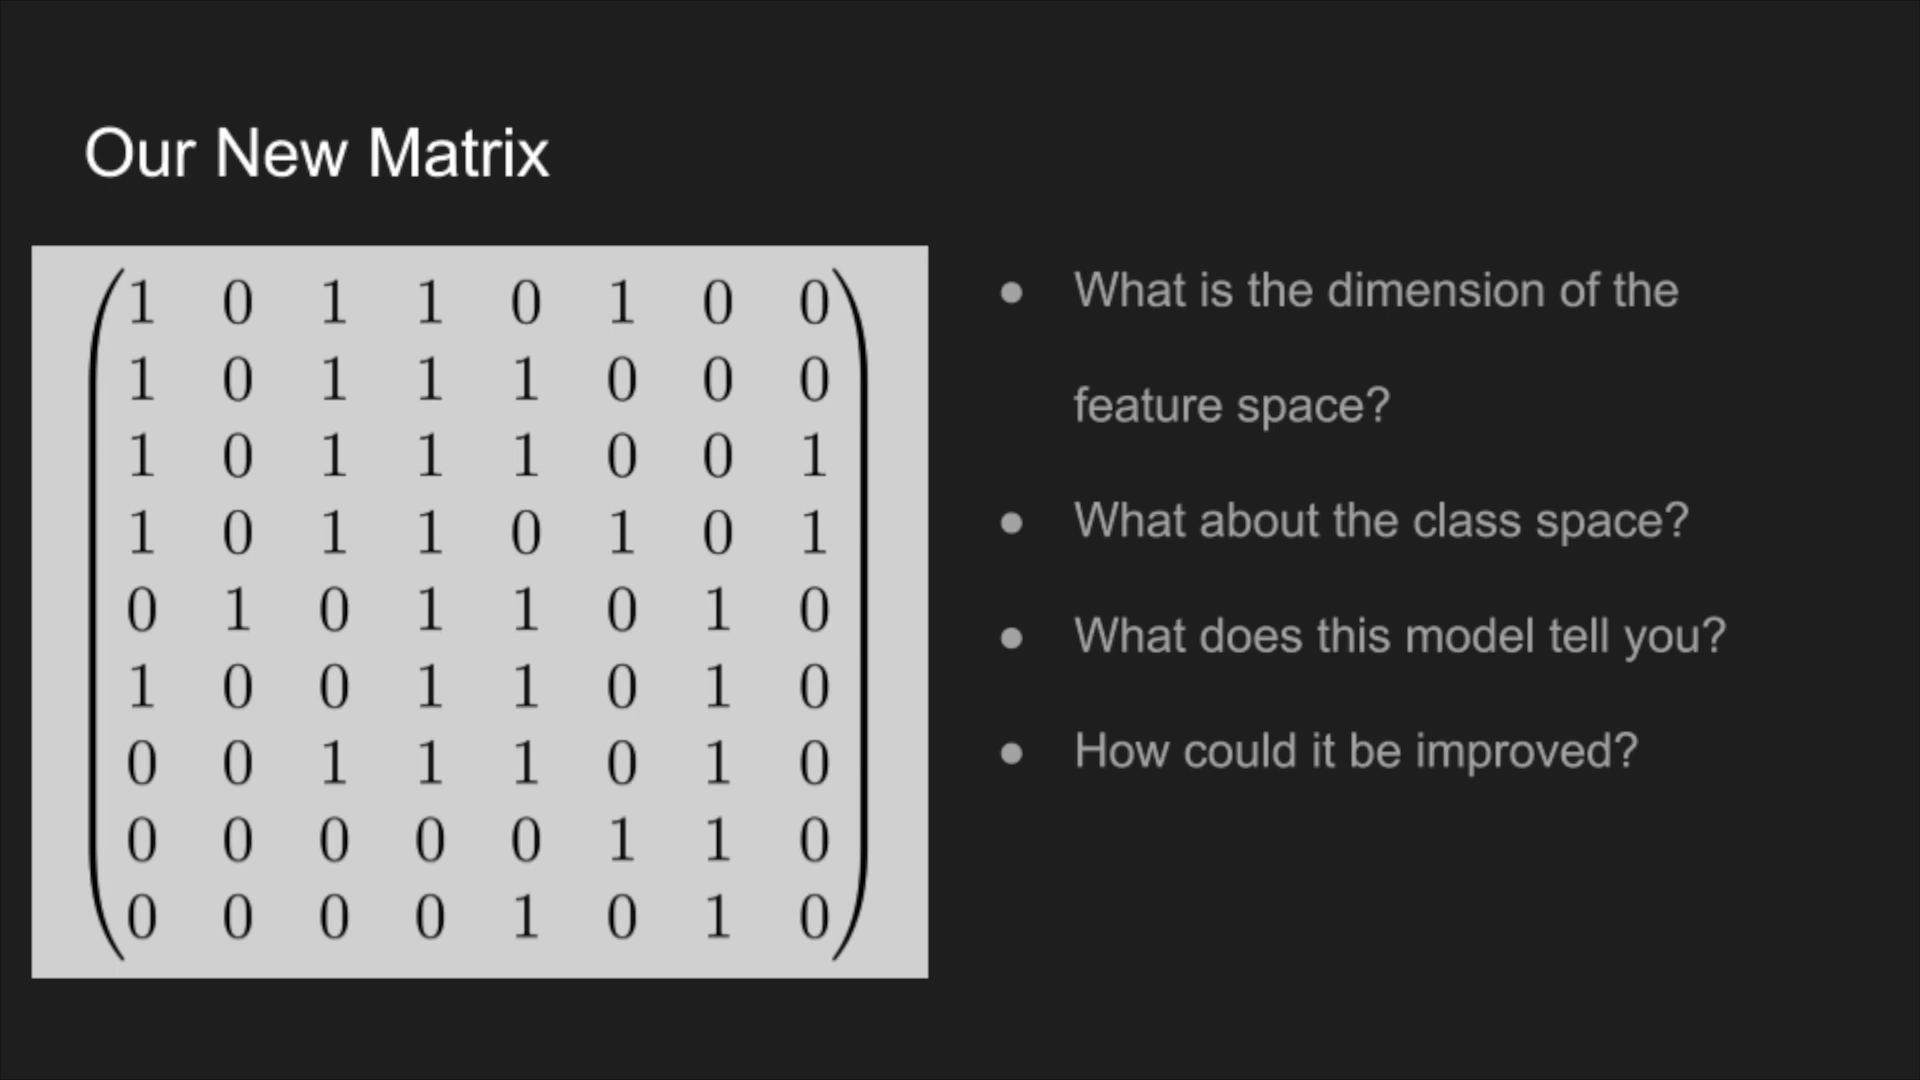 Our New Matrix
1 0 1 1 0 1 0 0
1 0 1 1 1 0 0 0
1 0 1 1 1 0 0 1
1 0 1 1 0 1 0 1
0 1 0 1 1 0 1 0
1 0 0 1 1 0 1 0
0 0 1 1 1 0 1 0
0 0 0 0 0 1 1 0
0 0 0 0 1 0 1 0
● What is the dimension of the
feature space?
● What about the class space?
● What does this model tell you?
● How could it be improved?